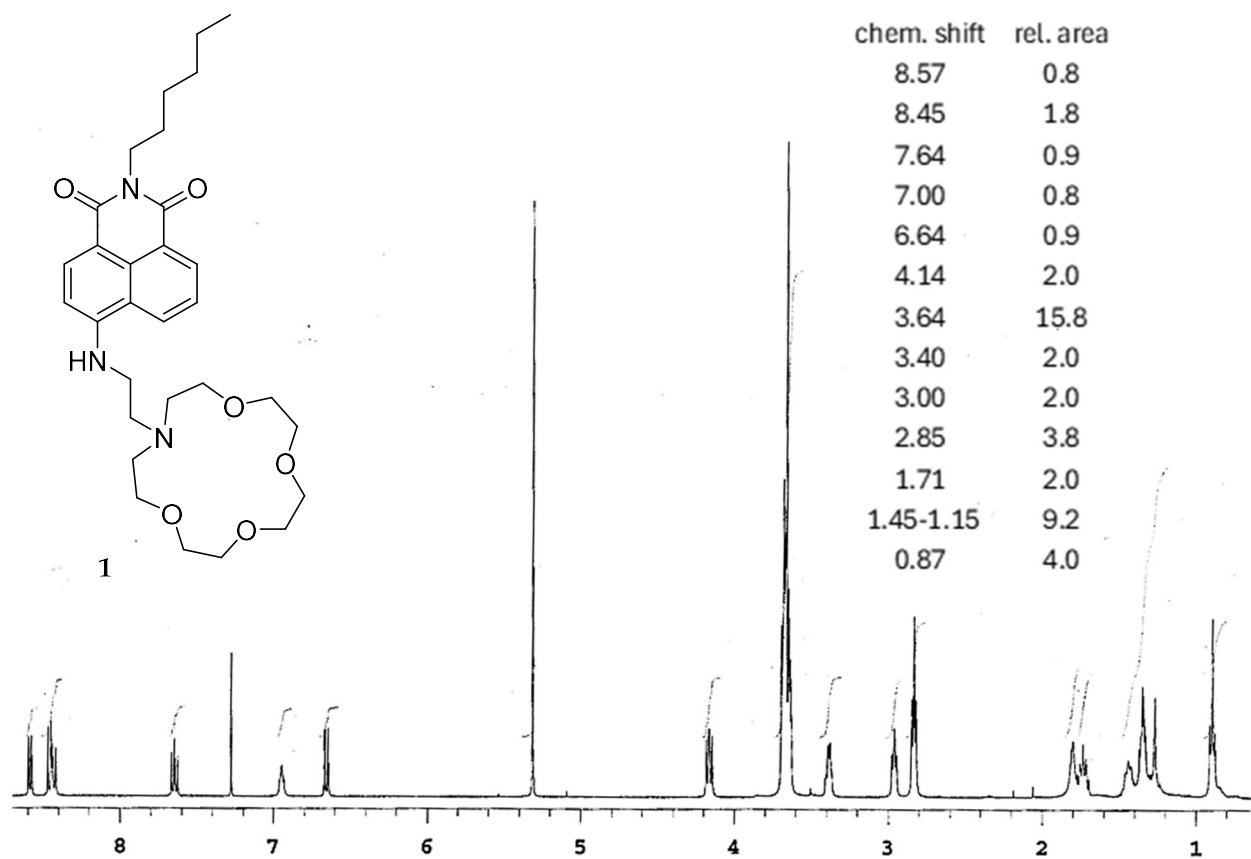 chem. shift rel. area
8.57 0.8
8.45 1.8
7.64 0.9
7.00 0.8
6.64 0.9
4.14 2.0
3.64 15.8
3.40 2.0
3.00 2.0
2.85 3.8
1.71 2.0
1.45-1.15 9.2
0.87 4.0
O N O
HN
O
N
O
O
O
1
8 7 6 5 4 3 2 1